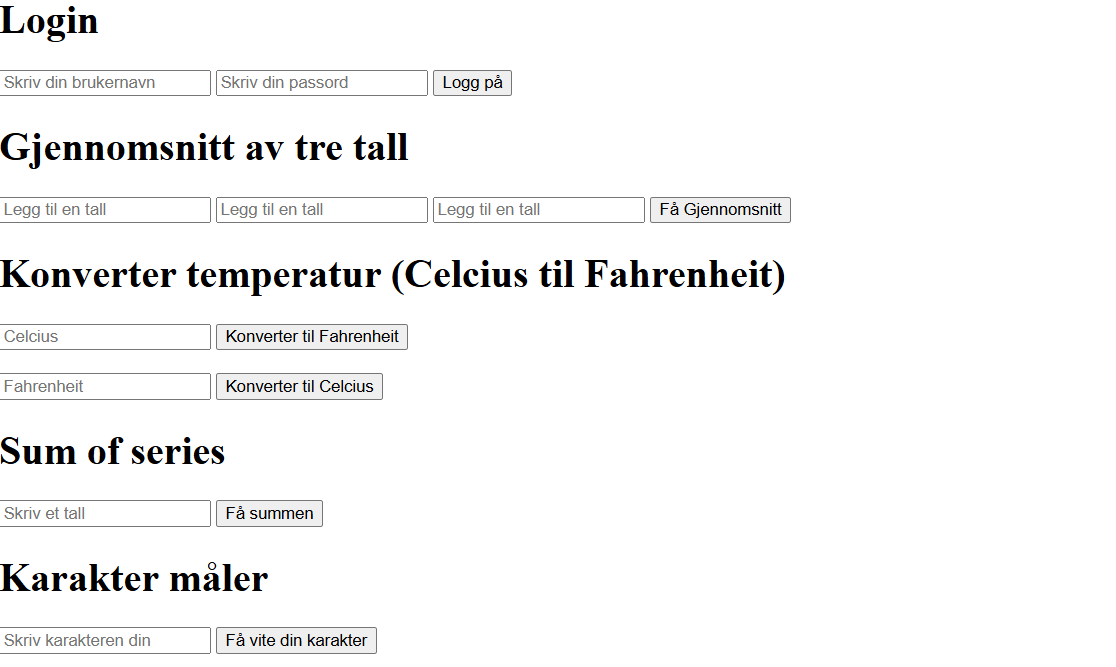 Login
Skriv din brukernavn Skriv din passord Logg på
Gjennomsnitt av tre tall
Legg til en tall Legg til en tall Legg til en tall Få Gjennomsnitt
Konverter temperatur (Celcius til Fahrenheit)
Celcius Konverter til Fahrenheit
Fahrenheit Konverter til Celcius
Sum of series
Skriv et tall Få summen
Karakter måler
Skriv karakteren din Få vite din karakter